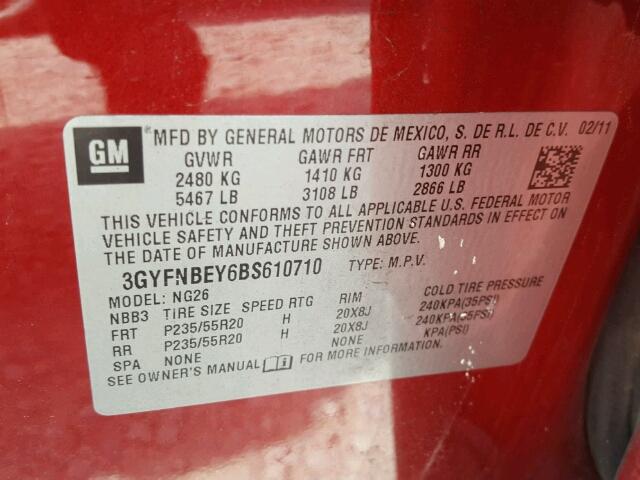 GM
*MFD BY GENERAL MOTORS DE MEXICO, S. DE R.L. DE C.V. 02/11
GVWR GAWR FRT GAWR RR
2480 KG 1410 KG 1300 KG
5467 LB 3108 LB 2866 LB
THIS VEHICLE CONFORMS TO ALL APPLICABLE U.S. FEDERAL MOTOR
VEHICLE SAFETY AND THEFT PREVENTION STANDARDS IN EFFECT ON
THE DATE OF MANUFACTURE SHOWN ABOVE.
3GYFNBEY6BS610710 TYPE: M.P.V.
MODEL: NG26
NBB3 TIRE SIZE SPEED RTG RIM COLD TIRE PRESSURE
FRT P235/55R20 H 20X8J 240KPA(35PSI)
RR P235/55R20 H 20X8J 240KPA(35PSI)
SPA NONE NONE KPA(PSI)
SEE OWNER'S MANUAL FOR MORE INFORMATION.